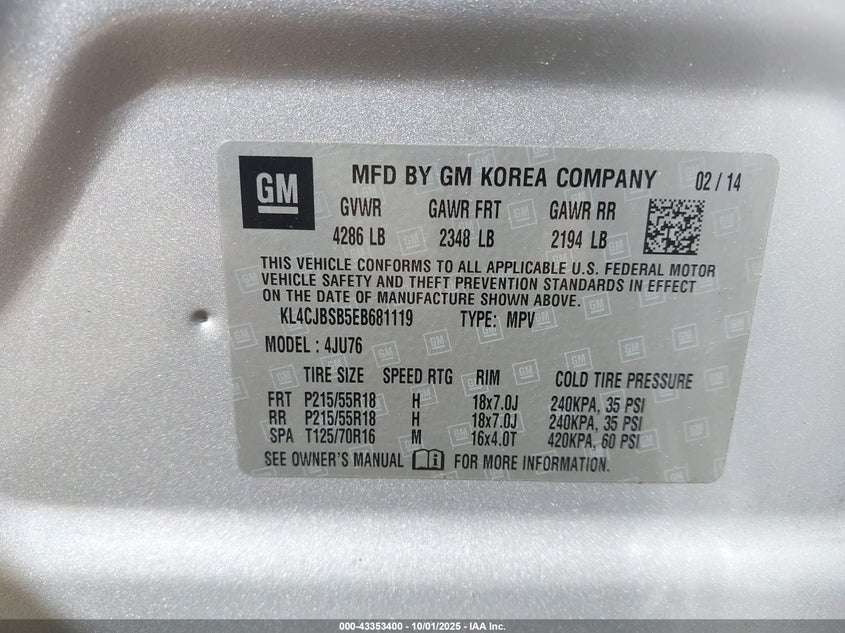 GM
MFD BY GM KOREA COMPANY 02 / 14
GVWR GAWR FRT GAWR RR
4286 LB 2348 LB 2194 LB
THIS VEHICLE CONFORMS TO ALL APPLICABLE U.S. FEDERAL MOTOR
VEHICLE SAFETY AND THEFT PREVENTION STANDARDS IN EFFECT
ON THE DATE OF MANUFACTURE SHOWN ABOVE.
KL4CJBSB5EB681119 TYPE: MPV
MODEL : 4JU76
TIRE SIZE SPEED RTG RIM COLD TIRE PRESSURE
FRT P215/55R18 H 18x7.0J 240KPA, 35 PSI
RR P215/55R18 H 18x7.0J 240KPA, 35 PSI
SPA T125/70R16 M 16x4.0T 420KPA, 60 PSI
SEE OWNER'S MANUAL FOR MORE INFORMATION.
000-43353400 - 10/01/2025 - IAA Inc.